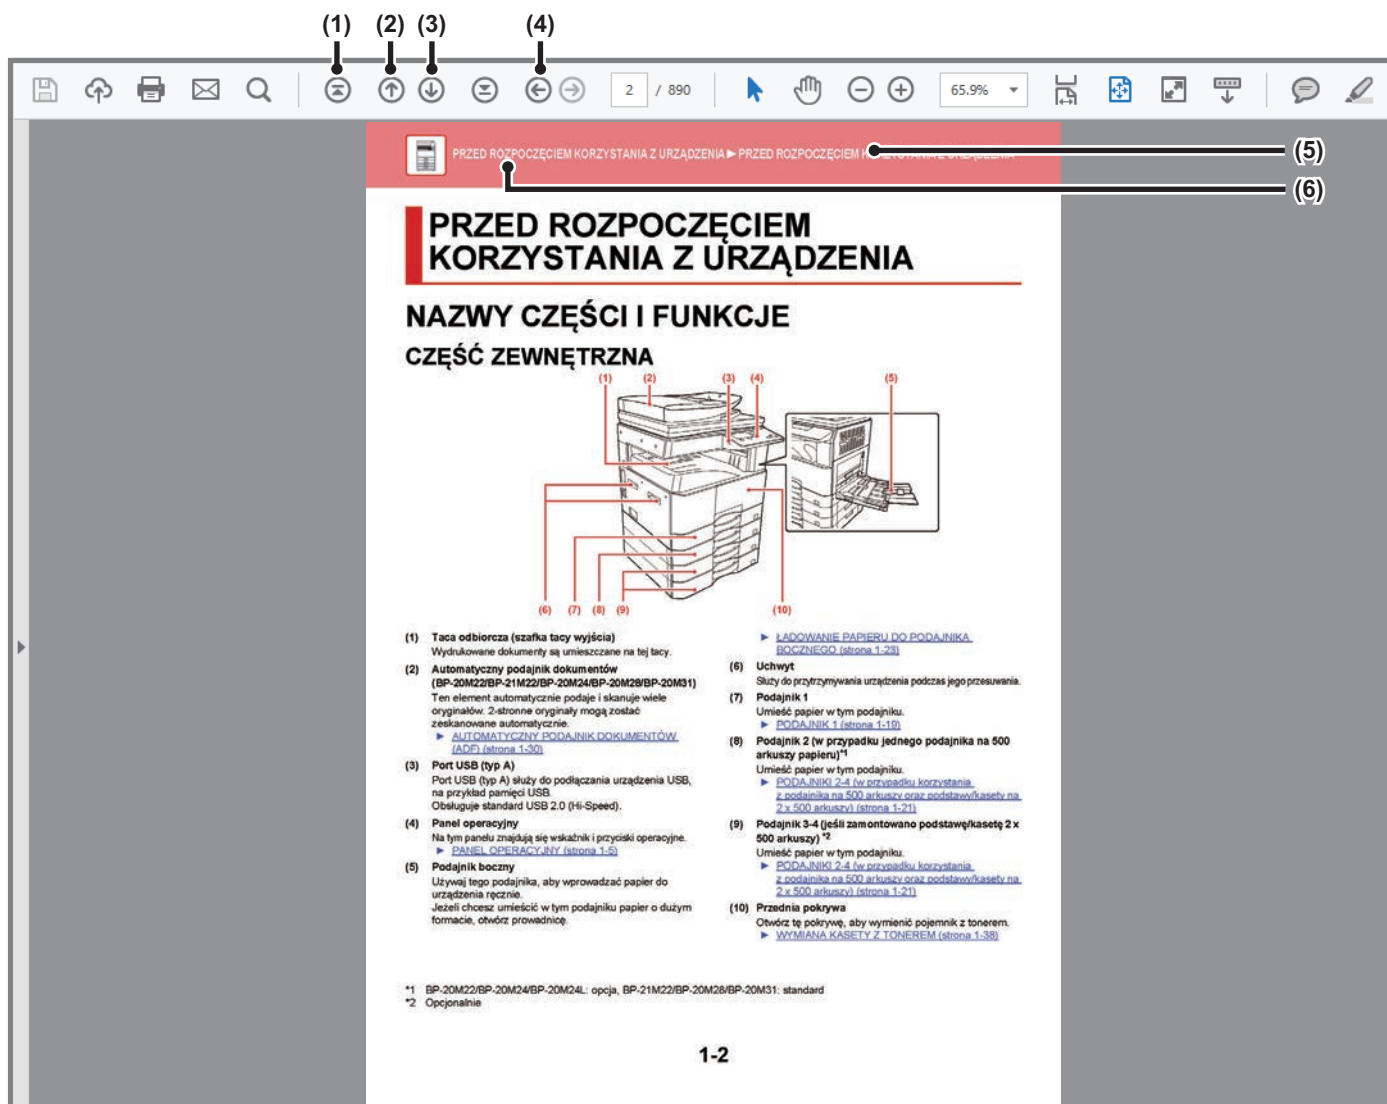 (1) (2) (3) (4)
2 / 890 65.9%
PRZED ROZPOCZĘCIEM KORZYSTANIA Z URZĄDZENIA ► PRZED ROZPOCZĘCIEM KORZYSTANIA Z URZĄDZENIA
(5)
(6)
PRZED ROZPOCZĘCIEM
KORZYSTANIA Z URZĄDZENIA
NAZWY CZĘŚCI I FUNKCJE
CZĘŚĆ ZEWNĘTRZNA
(1) (2) (3) (4) (5)
(6) (7) (8) (9) (10)
(1) Taca odbiorcza (szafka tacy wyjścia)
Wydrukowane dokumenty są umieszczane na tej tacy.
(2) Automatyczny podajnik dokumentów
(BP-20M22/BP-21M22/BP-20M24/BP-20M28/BP-20M31)
Ten element automatycznie podaje i skanuje wiele
oryginałów. 2-stronne oryginały mogą zostać
zeskanowane automatycznie.
► AUTOMATYCZNY PODAJNIK DOKUMENTÓW
(ADF) (strona 1-30)
(3) Port USB (typ A)
Port USB (typ A) służy do podłączania urządzenia USB,
na przykład pamięci USB.
Obsługuje standard USB 2.0 (Hi-Speed).
(4) Panel operacyjny
Na tym panelu znajdują się wskaźnik i przyciski operacyjne.
► PANEL OPERACYJNY (strona 1-5)
(5) Podajnik boczny
Używaj tego podajnika, aby wprowadzać papier do
urządzenia ręcznie.
Jeżeli chcesz umieścić w tym podajniku papier o dużym
formacie, otwórz prowadnicę.
► ŁADOWANIE PAPIERU DO PODAJNIKA
BOCZNEGO (strona 1-23)
(6) Uchwyt
Służy do przytrzymywania urządzenia podczas jego przesuwania.
(7) Podajnik 1
Umieść papier w tym podajniku.
► PODAJNIK 1 (strona 1-19)
(8) Podajnik 2 (w przypadku jednego podajnika na 500
arkuszy papieru)*1
Umieść papier w tym podajniku.
► PODAJNIKI 2-4 (w przypadku korzystania
z podajnika na 500 arkuszy oraz podstawy/kasety na
2 x 500 arkuszy) (strona 1-21)
(9) Podajnik 3-4 (jeśli zamontowano podstawę/kasetę 2 x
500 arkuszy) *2
Umieść papier w tym podajniku.
► PODAJNIKI 2-4 (w przypadku korzystania
z podajnika na 500 arkuszy oraz podstawy/kasety na
2 x 500 arkuszy) (strona 1-21)
(10) Przednia pokrywa
Otwórz tę pokrywę, aby wymienić pojemnik z tonerem.
► WYMIANA KASETY Z TONEREM (strona 1-38)
*1 BP-20M22/BP-20M24/BP-20M24L: opcja, BP-21M22/BP-20M28/BP-20M31: standard
*2 Opcjonalnie
1-2